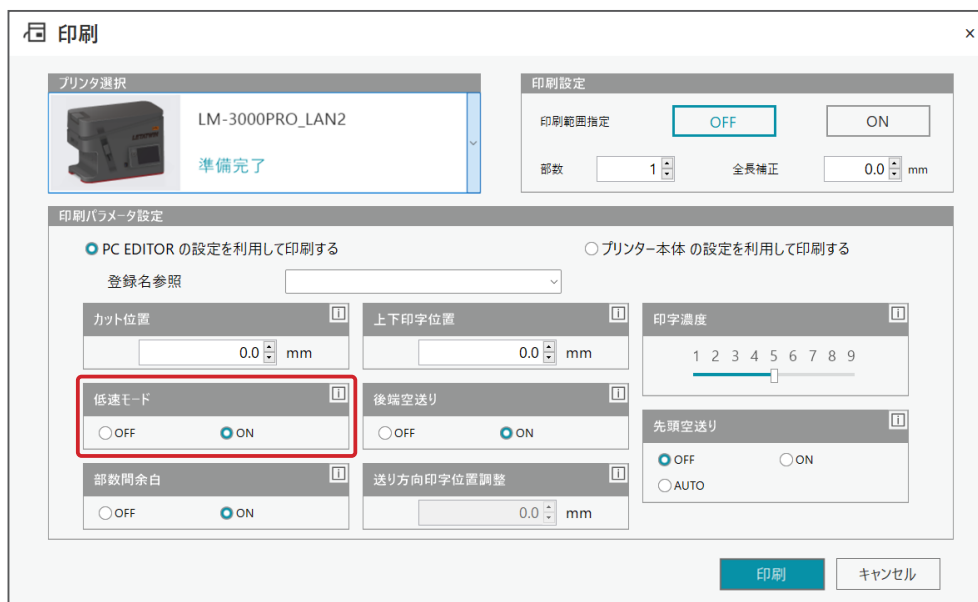 印刷
×
プリンタ選択
LM-3000PRO_LAN2
準備完了
印刷設定
印刷範囲指定 OFF ON
部数 1 全長補正 0.0 mm
印刷パラメータ設定
PC EDITOR の設定を利用して印刷する プリンター本体 の設定を利用して印刷する
登録名参照
カット位置 i
0.0 mm
上下印字位置 i
0.0 mm
印字濃度 i
1 2 3 4 5 6 7 8 9
低速モード i
OFF ON
後端空送り i
OFF ON
先頭空送り i
OFF ON
AUTO
部数間余白 i
OFF ON
送り方向印字位置調整 i
0.0 mm
印刷 キャンセル